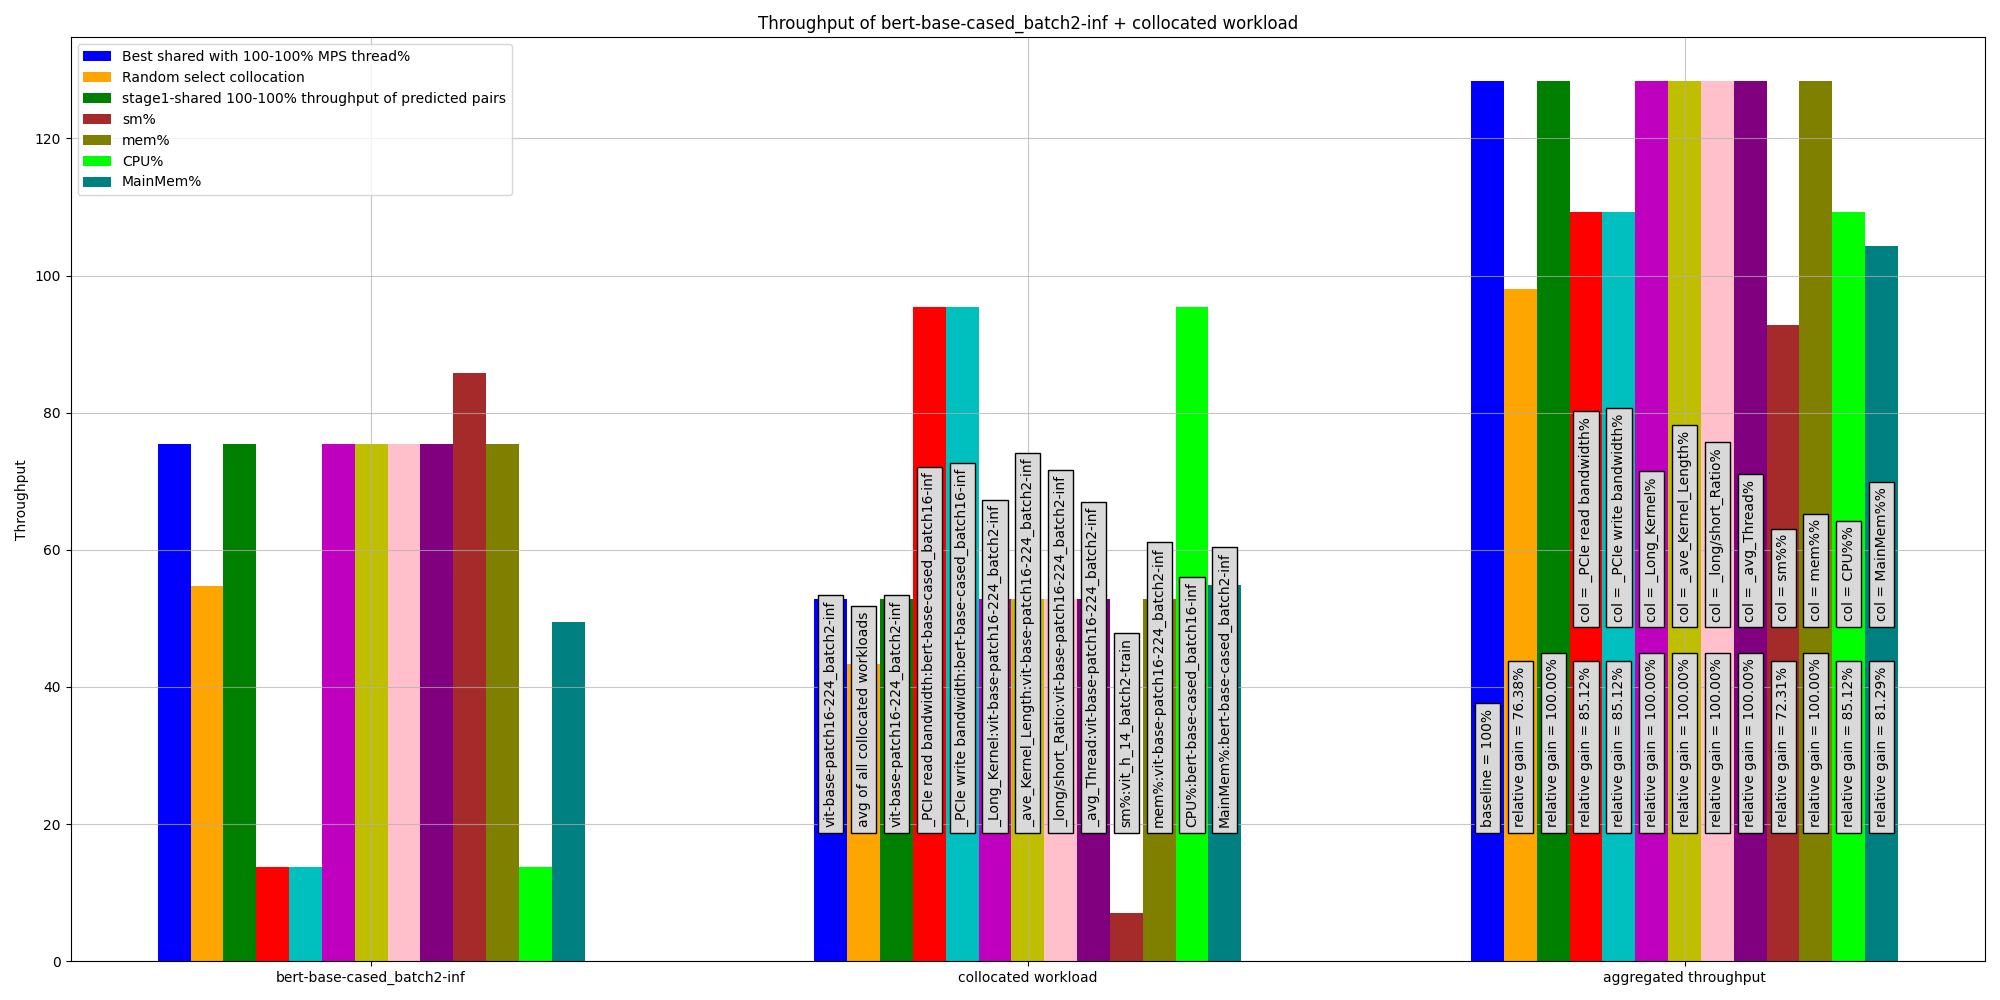 Throughput of bert-base-cased_batch2-inf + collocated workload
Best shared with 100-100% MPS thread%
Random select collocation
stage1-shared 100-100% throughput of predicted pairs
sm%
mem%
CPU%
MainMem%
Throughput
120
100
80
60
40
20
0
vit-base-patch16-224_batch2-inf
avg of all collocated workloads
vit-base-patch16-224_batch2-inf
_PCIe read bandwidth:bert-base-cased_batch16-inf
_PCIe write bandwidth:bert-base-cased_batch16-inf
_Long_Kernel:vit-base-patch16-224_batch2-inf
_ave_Kernel_Length:vit-base-patch16-224_batch2-inf
_long/short_Ratio:vit-base-patch16-224_batch2-inf
_avg_Thread:vit-base-patch16-224_batch2-inf
sm%:vit_h_14_batch2-train
mem%:vit-base-patch16-224_batch2-inf
CPU%:bert-base-cased_batch16-inf
MainMem%:bert-base-cased_batch2-inf
col = _PCIe read bandwidth%
col = _PCIe write bandwidth%
col = _Long_Kernel%
col = _ave_Kernel_Length%
col = _long/short_Ratio%
col = _avg_Thread%
col = sm%%
col = mem%%
col = CPU%%
col = MainMem%%
baseline = 100%
relative gain = 76.38%
relative gain = 100.00%
relative gain = 85.12%
relative gain = 85.12%
relative gain = 100.00%
relative gain = 100.00%
relative gain = 100.00%
relative gain = 100.00%
relative gain = 72.31%
relative gain = 100.00%
relative gain = 85.12%
relative gain = 81.29%
bert-base-cased_batch2-inf
collocated workload
aggregated throughput